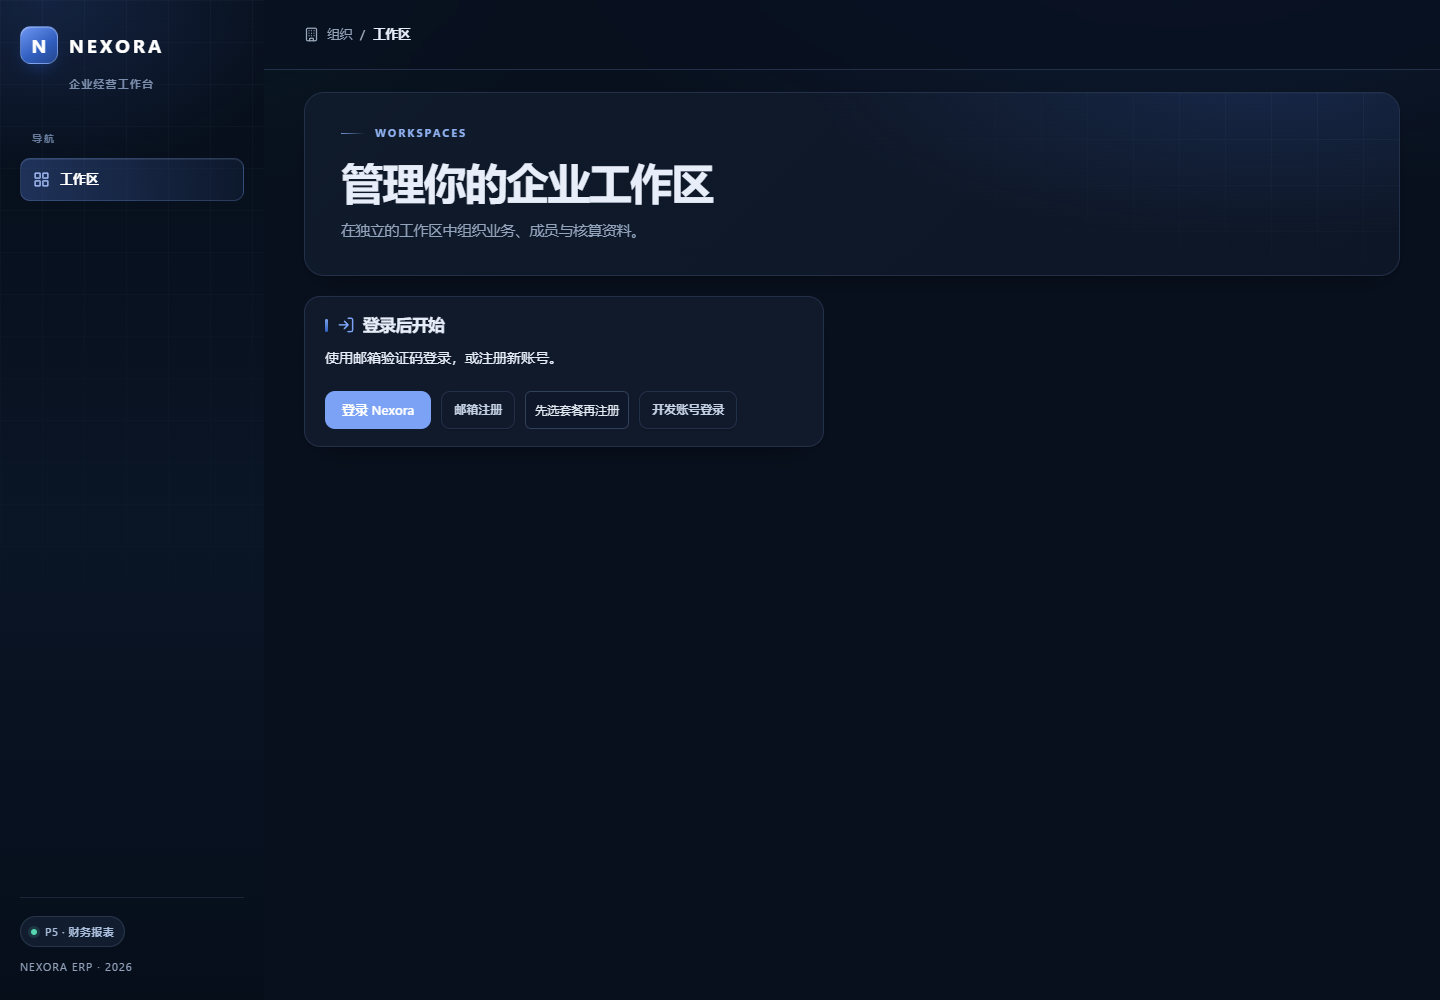 N NEXORA
企业经营工作台
导航
工作区
组织 / 工作区
WORKSPACES
管理你的企业工作区
在独立的工作区中组织业务、成员与核算资料。
登录后开始
使用邮箱验证码登录，或注册新账号。
登录 Nexora 邮箱注册 先选套餐再注册 开发账号登录
P5 · 财务报表
NEXORA ERP · 2026